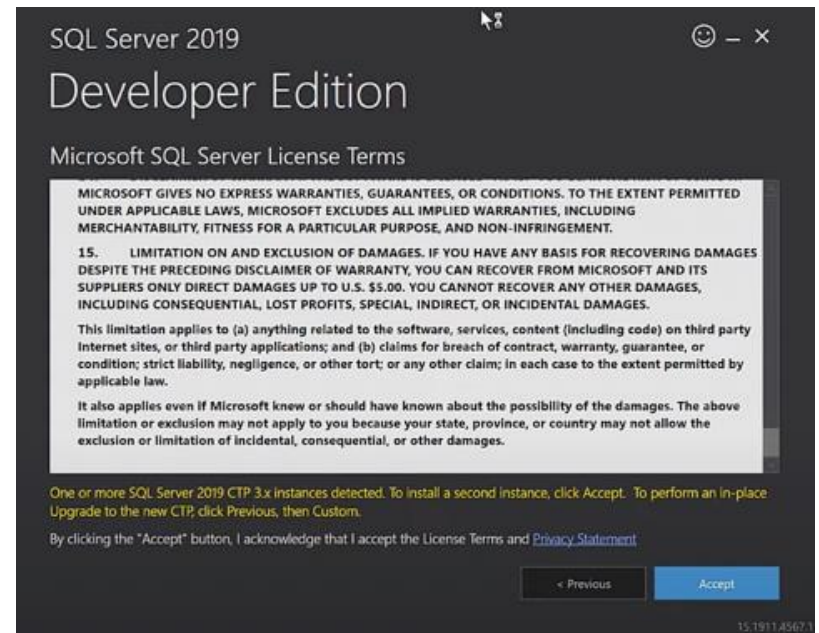 SQL Server 2019
Developer Edition
Microsoft SQL Server License Terms
MICROSOFT GIVES NO EXPRESS WARRANTIES, GUARANTEES, OR CONDITIONS. TO THE EXTENT PERMITTED
UNDER APPLICABLE LAWS, MICROSOFT EXCLUDES ALL IMPLIED WARRANTIES, INCLUDING
MERCHANTABILITY, FITNESS FOR A PARTICULAR PURPOSE, AND NON-INFRINGEMENT.
15. LIMITATION ON AND EXCLUSION OF DAMAGES. IF YOU HAVE ANY BASIS FOR RECOVERING DAMAGES
DESPITE THE PRECEDING DISCLAIMER OF WARRANTY, YOU CAN RECOVER FROM MICROSOFT AND ITS
SUPPLIERS ONLY DIRECT DAMAGES UP TO U.S. $5.00. YOU CANNOT RECOVER ANY OTHER DAMAGES,
INCLUDING CONSEQUENTIAL, LOST PROFITS, SPECIAL, INDIRECT, OR INCIDENTAL DAMAGES.
This limitation applies to (a) anything related to the software, services, content (including code) on third party
Internet sites, or third party applications; and (b) claims for breach of contract, warranty, guarantee, or
condition; strict liability, negligence, or other tort; or any other claim; in each case to the extent permitted by
applicable law.
It also applies even if Microsoft knew or should have known about the possibility of the damages. The above
limitation or exclusion may not apply to you because your state, province, or country may not allow the
exclusion or limitation of incidental, consequential, or other damages.
One or more SQL Server 2019 CTP 3.x instances detected. To install a second instance, click Accept. To perform an in-place
Upgrade to the new CTP, click Previous, then Custom.
By clicking the "Accept" button, I acknowledge that I accept the License Terms and Privacy Statement
< Previous
Accept
15.1911.4567.1